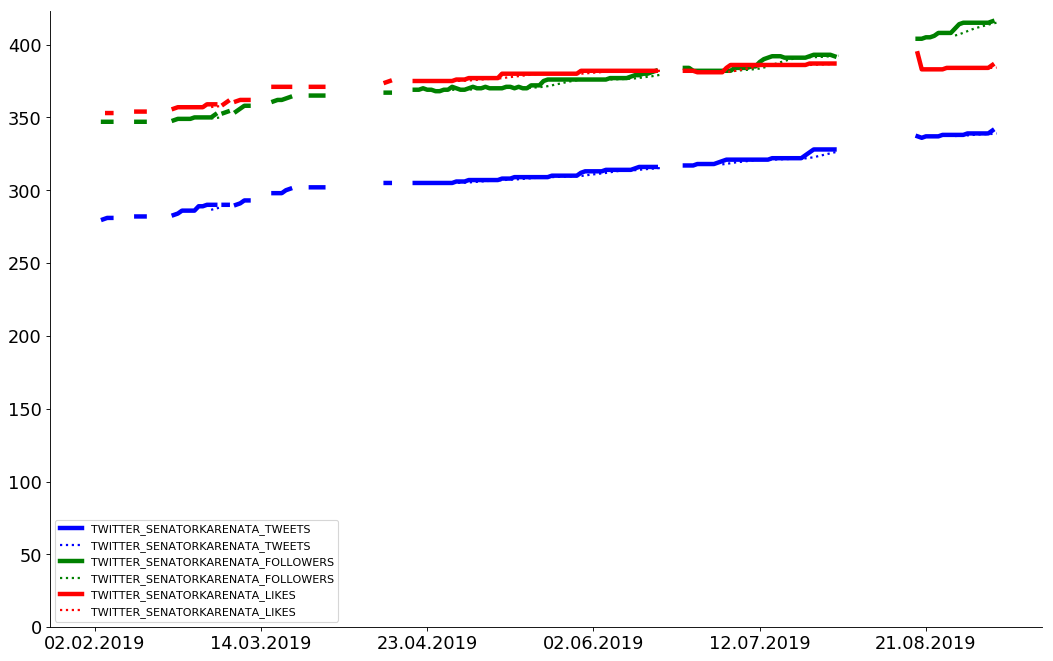 400
350
300
250
200
150
100
50
0
TWITTER_SENATORKARENATA_TWEETS
TWITTER_SENATORKARENATA_TWEETS
TWITTER_SENATORKARENATA_FOLLOWERS
TWITTER_SENATORKARENATA_FOLLOWERS
TWITTER_SENATORKARENATA_LIKES
TWITTER_SENATORKARENATA_LIKES
02.02.2019 14.03.2019 23.04.2019 02.06.2019 12.07.2019 21.08.2019